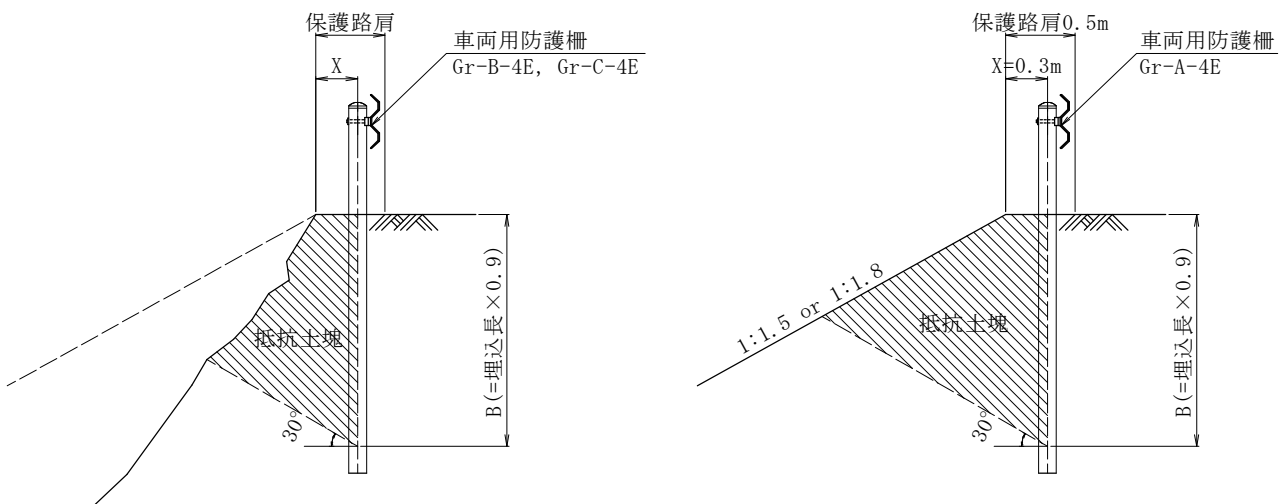 保護路肩
車両用防護柵
Gr-B-4E, Gr-C-4E
X
抵抗土塊
30°
B(=埋込長×0.9)
保護路肩0.5m
車両用防護柵
Gr-A-4E
X=0.3m
1:1.5 or 1:1.8
抵抗土塊
30°
B(=埋込長×0.9)